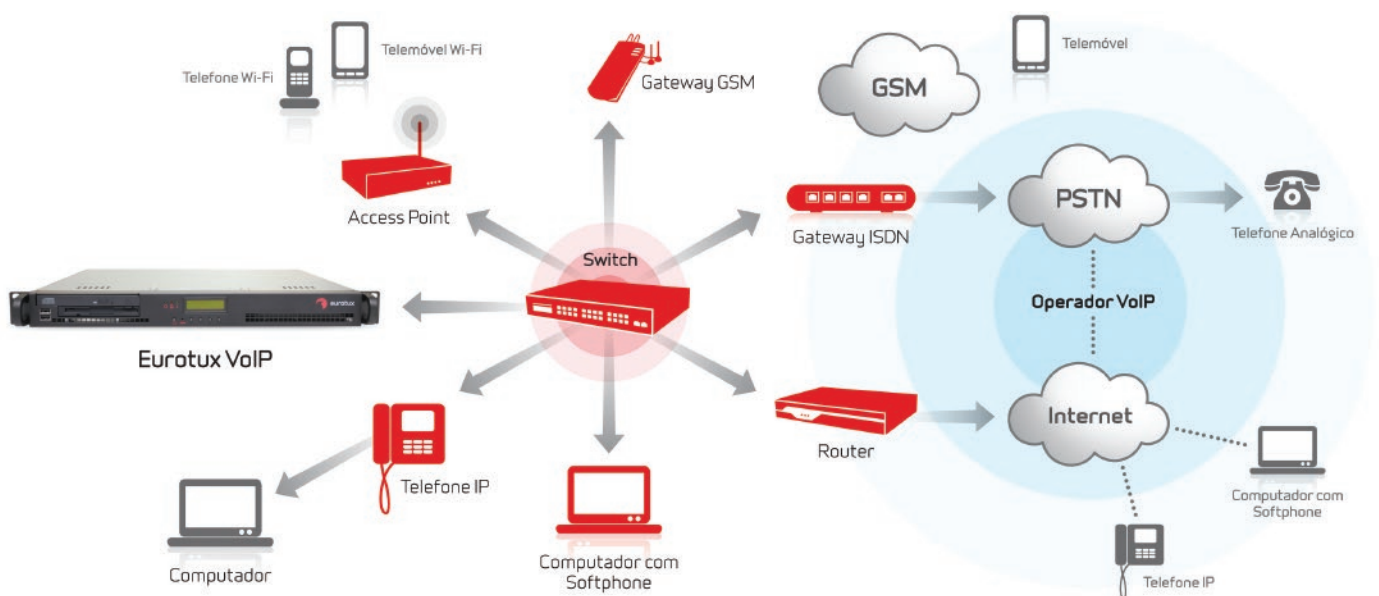 Telemóvel Wi-Fi
Telefone Wi-Fi
Gateway GSM
GSM
Telemóvel
Access Point
Switch
Gateway ISDN
PSTN
Telefone Analógico
eurotux
Eurotux VoIP
Operador VoIP
Telefone IP
Computador
Computador com
Softphone
Router
Internet
Computador com
Softphone
Telefone IP